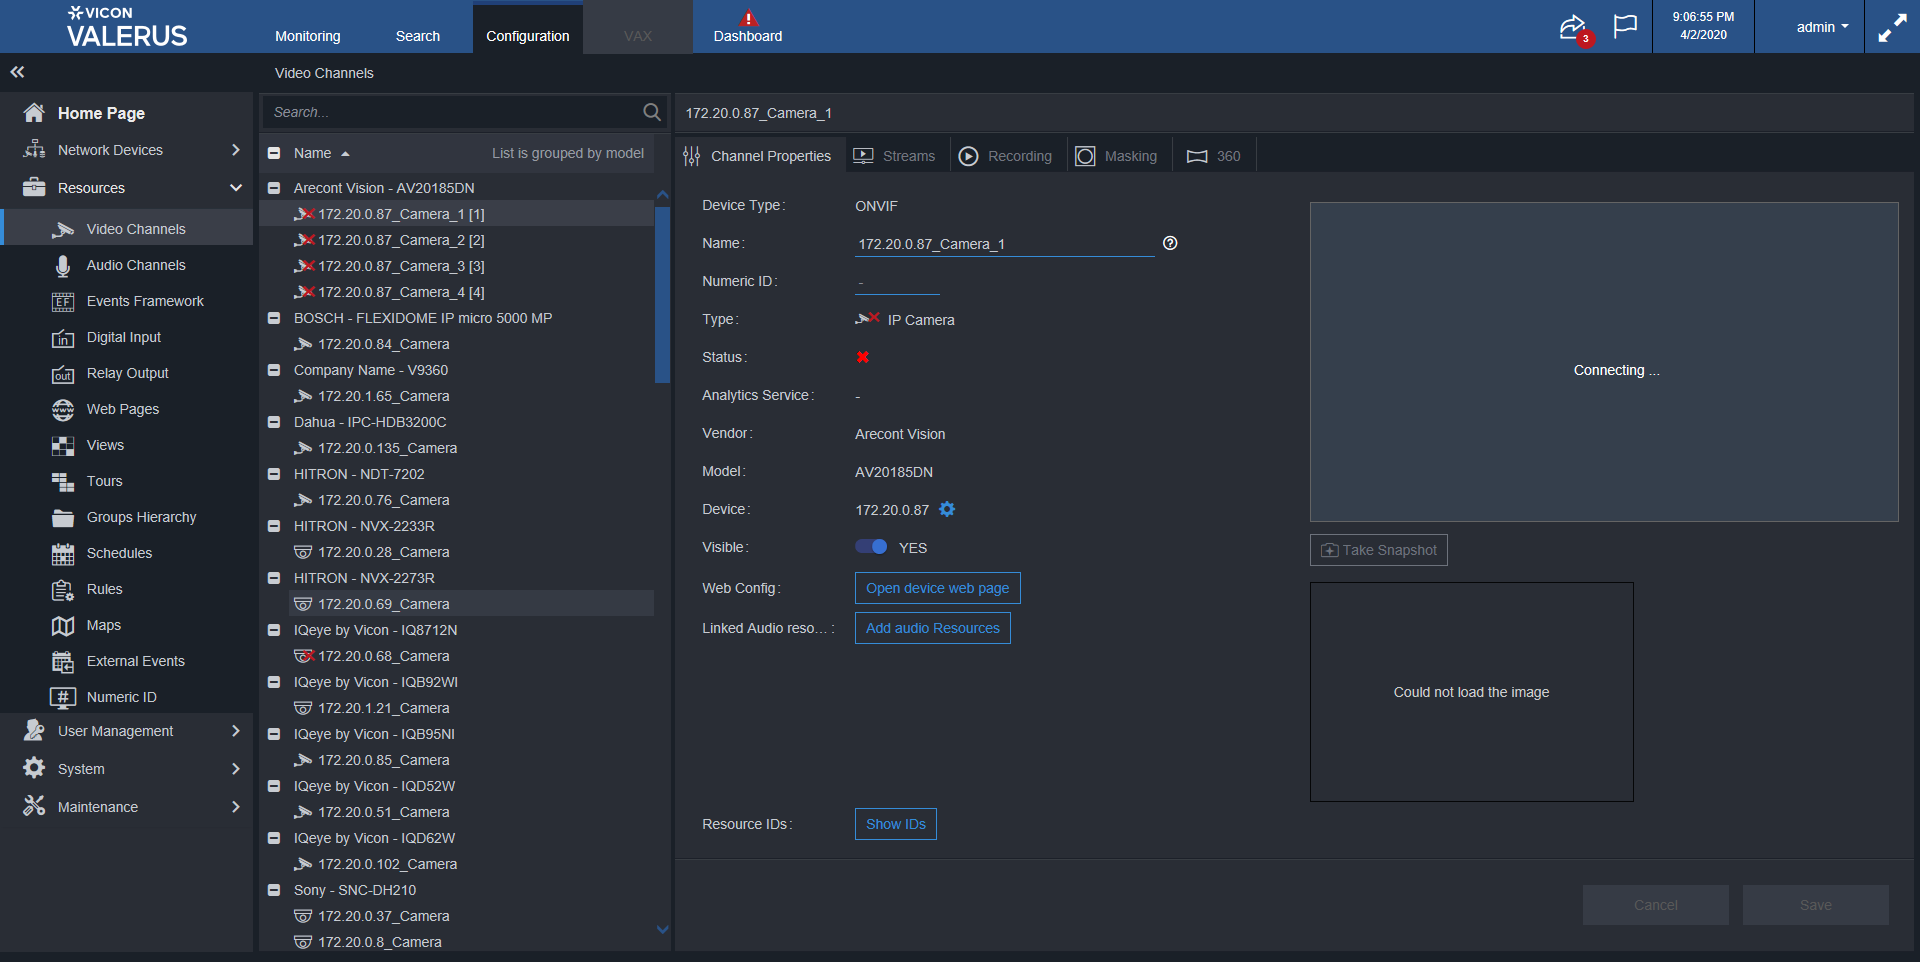 VICON
VALERUS
Monitoring
Search
Configuration
VAX
Dashboard
3
9:06:55 PM
4/2/2020
admin
Video Channels
Home Page
Network Devices
Resources
Video Channels
Audio Channels
EF
Events Framework
in
Digital Input
out
Relay Output
www
Web Pages
Views
Tours
Groups Hierarchy
Schedules
Rules
Maps
External Events
#
Numeric ID
User Management
System
Maintenance
Search...
Name
List is grouped by model
Arecont Vision - AV20185DN
172.20.0.87_Camera_1 [1]
172.20.0.87_Camera_2 [2]
172.20.0.87_Camera_3 [3]
172.20.0.87_Camera_4 [4]
BOSCH - FLEXIDOME IP micro 5000 MP
172.20.0.84_Camera
Company Name - V9360
172.20.1.65_Camera
Dahua - IPC-HDB3200C
172.20.0.135_Camera
HITRON - NDT-7202
172.20.0.76_Camera
HITRON - NVX-2233R
172.20.0.28_Camera
HITRON - NVX-2273R
172.20.0.69_Camera
IQeye by Vicon - IQ8712N
172.20.0.68_Camera
IQeye by Vicon - IQB92WI
172.20.1.21_Camera
IQeye by Vicon - IQB95NI
172.20.0.85_Camera
IQeye by Vicon - IQD52W
172.20.0.51_Camera
IQeye by Vicon - IQD62W
172.20.0.102_Camera
Sony - SNC-DH210
172.20.0.37_Camera
172.20.0.8_Camera
172.20.0.87_Camera_1
Channel Properties
Streams
Recording
Masking
360
Device Type: ONVIF
Name: 172.20.0.87_Camera_1
Numeric ID: -
Type: IP Camera
Status:
Analytics Service: -
Vendor: Arecont Vision
Model: AV20185DN
Device: 172.20.0.87
Visible: YES
Web Config: Open device web page
Linked Audio reso... : Add audio Resources
Resource IDs: Show IDs
Connecting ...
Take Snapshot
Could not load the image
Cancel
Save